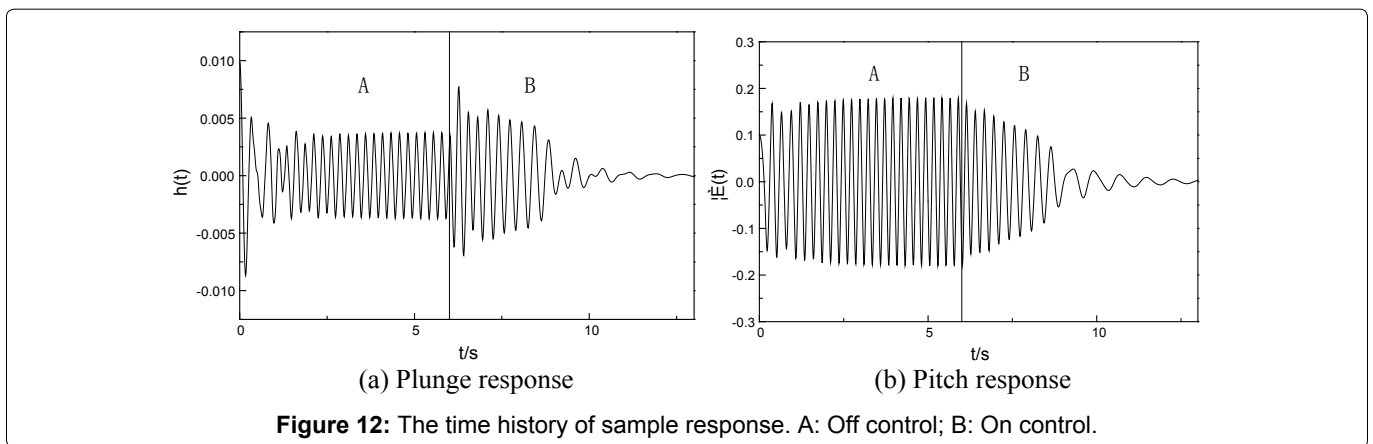 0.010
0.005
0.000
-0.005
-0.010
h(t)
A
B
0
5
10
t/s
(a) Plunge response
0.3
0.2
0.1
0.0
-0.1
-0.2
-0.3
¦È(t)
A
B
0
5
10
t/s
(b) Pitch response
Figure 12: The time history of sample response. A: Off control; B: On control.